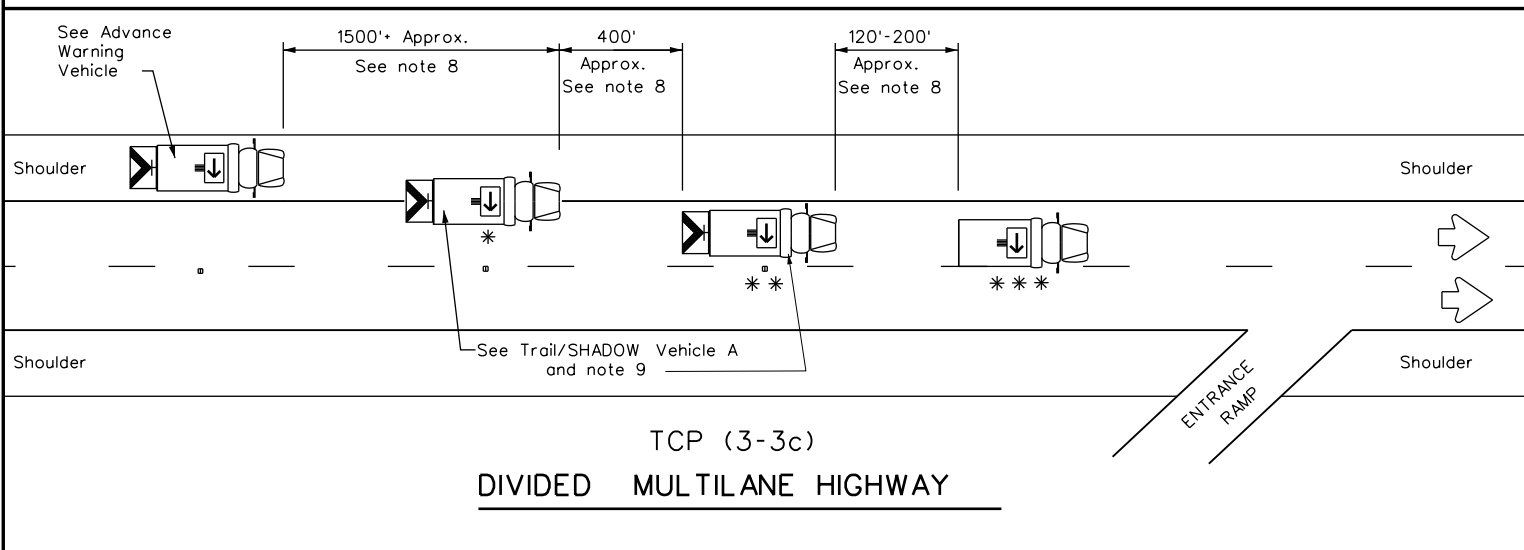 See Advance
Warning
Vehicle
1500'+ Approx.
See note 8
400'
Approx.
See note 8
120'-200'
Approx.
See note 8
Shoulder
Shoulder
*
* *
* * *
See Trail/SHADOW Vehicle A
and note 9
Shoulder
Shoulder
ENTRANCE
RAMP
TCP (3-3c)
DIVIDED MULTILANE HIGHWAY